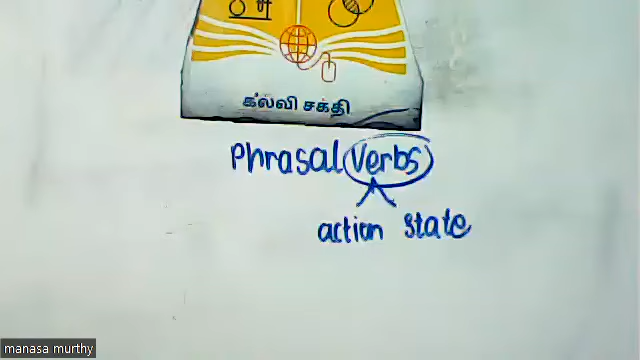 கல்வி சக்தி
Phrasal Verbs
action state
manasa murthy